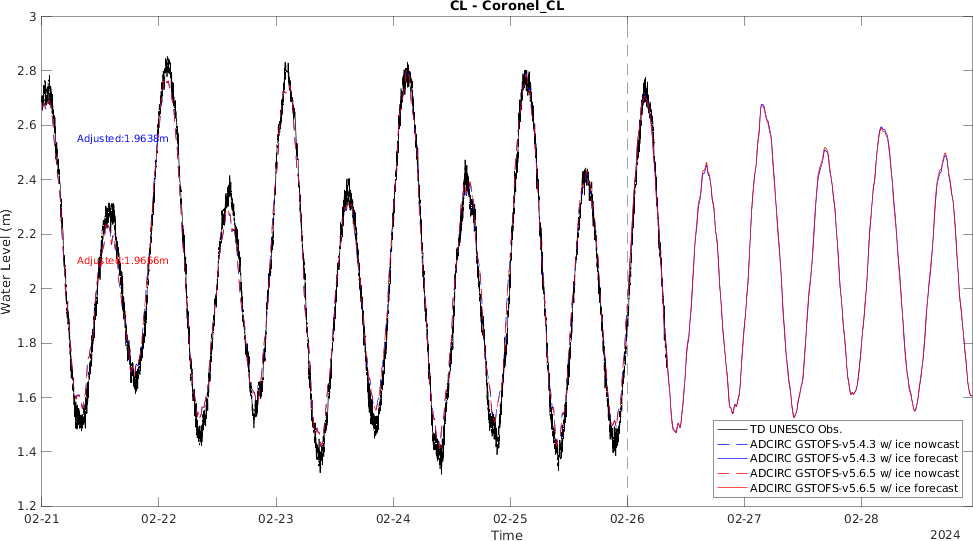 CL - Coronel_CL
3
2.8
2.6
2.4
2.2
2
1.8
1.6
1.4
1.2
Water Level (m)
Adjusted:1.9638m
Adjusted:1.9656m
TD UNESCO Obs.
ADCIRC GSTOFS-v5.4.3 w/ ice nowcast
ADCIRC GSTOFS-v5.4.3 w/ ice forecast
ADCIRC GSTOFS-v5.6.5 w/ ice nowcast
ADCIRC GSTOFS-v5.6.5 w/ ice forecast
02-21 02-22 02-23 02-24 02-25 02-26 02-27 02-28
Time
2024